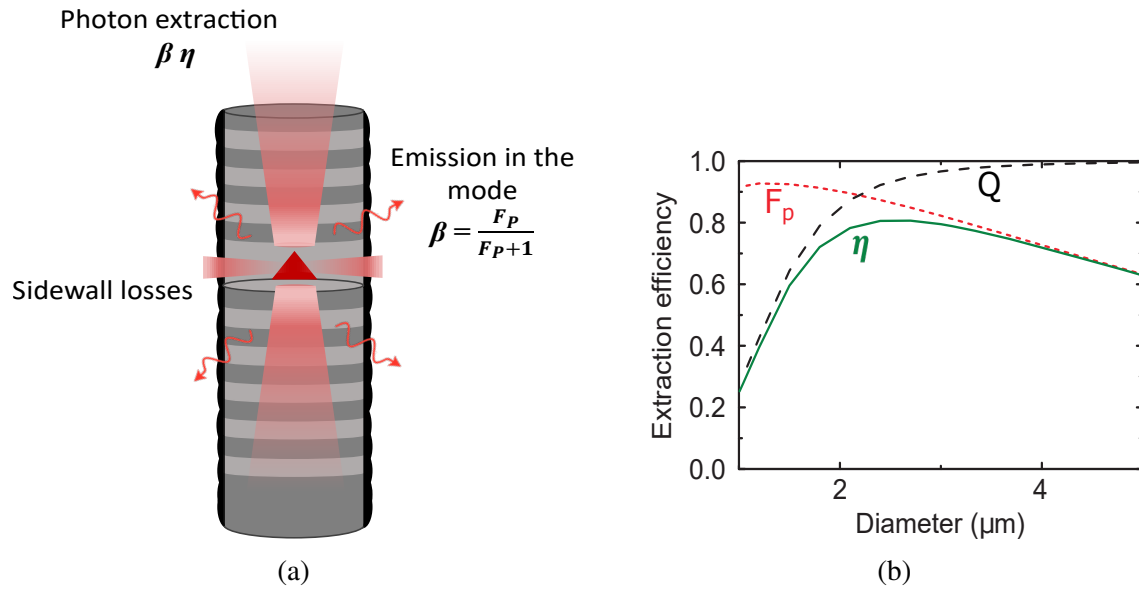 Photon extraction
β η
Emission in the
mode
β = F_P / F_P+1
Sidewall losses
(a)
Extraction efficiency
1.0
0.8
0.6
0.4
0.2
0.0
F_p
Q
η
2
4
Diameter (µm)
(b)